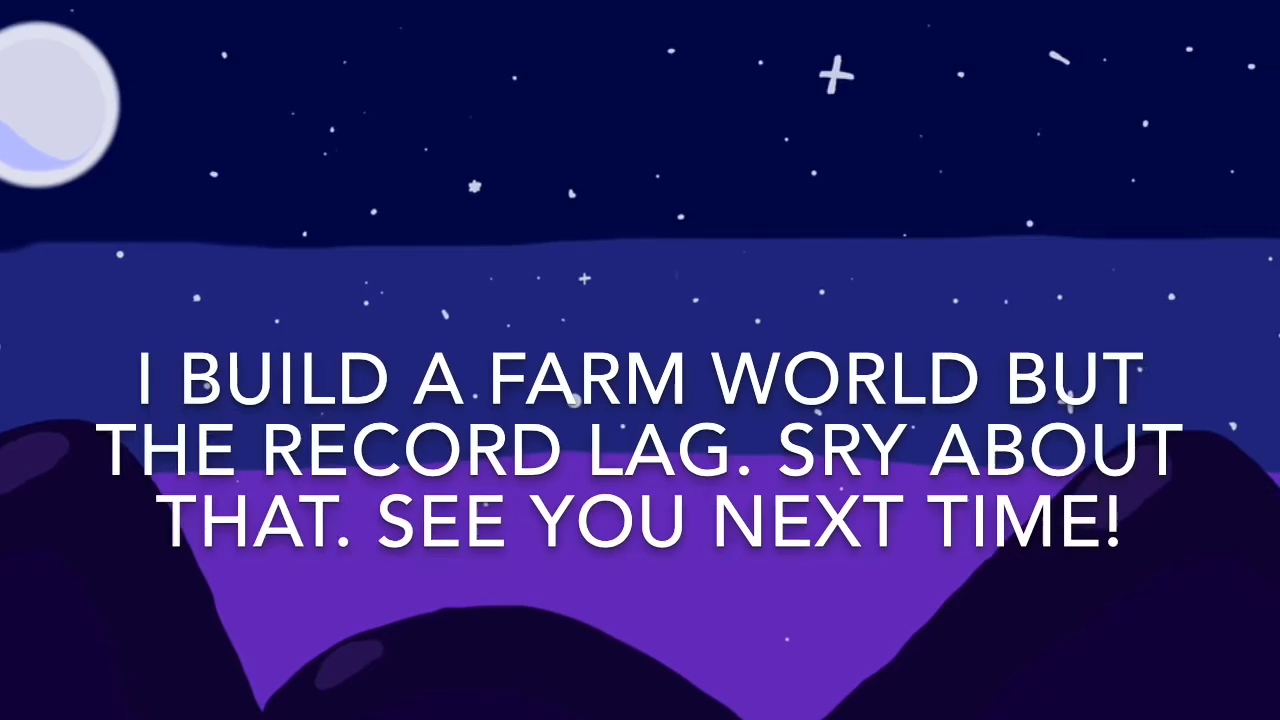 I BUILD A FARM WORLD BUT
THE RECORD LAG. SRY ABOUT
THAT. SEE YOU NEXT TIME!